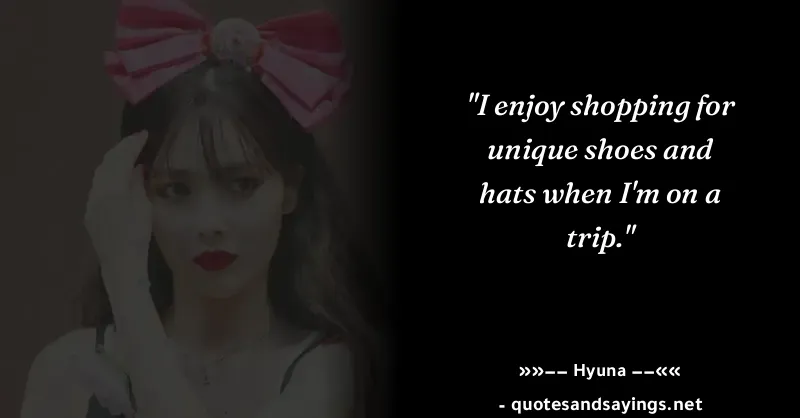 "I enjoy shopping for
unique shoes and
hats when I'm on a
trip."
»»−− Hyuna −−««
- quotesandsayings.net